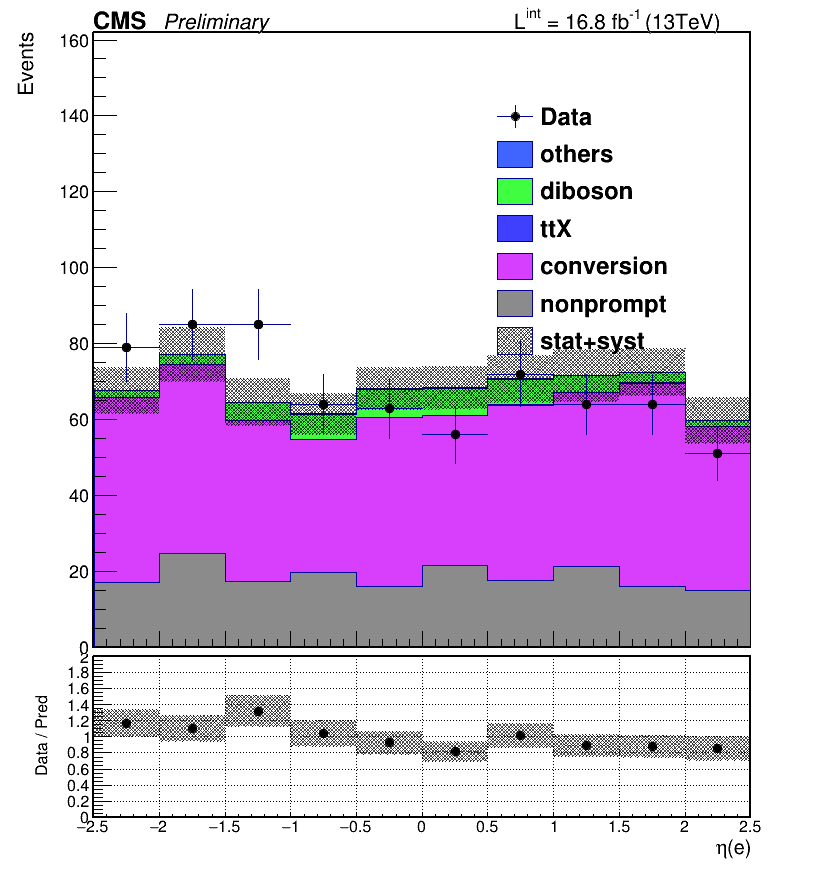 CMS Preliminary L^int = 16.8 fb^-1 (13TeV)
Events
160
140
120
100
80
60
40
20
0
Data
others
diboson
ttX
conversion
nonprompt
stat+syst
Data / Pred
2
1.8
1.6
1.4
1.2
1
0.8
0.6
0.4
0.2
0
−2.5 −2 −1.5 −1 −0.5 0 0.5 1 1.5 2 2.5
η(e)